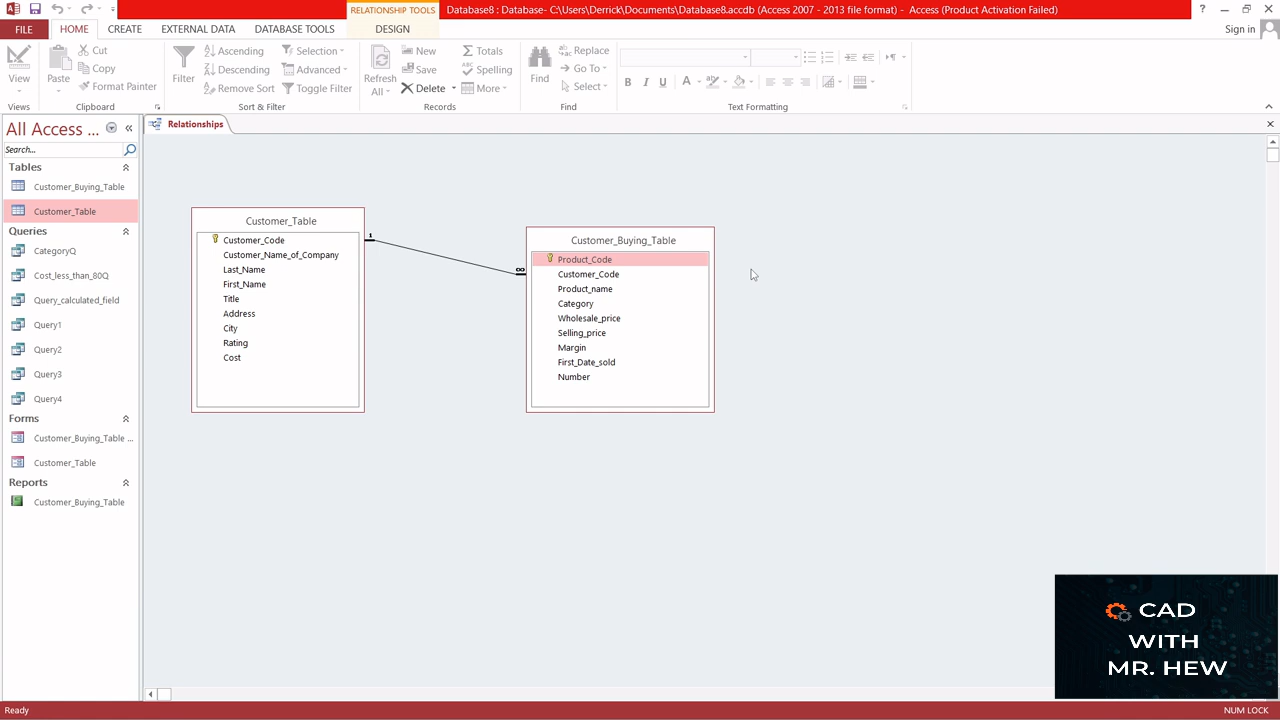 RELATIONSHIP TOOLS
Database8 : Database- C:\Users\Derrick\Documents\Database8.accdb (Access 2007 - 2013 file format) - Access (Product Activation Failed)
?
FILE
HOME
CREATE
EXTERNAL DATA
DATABASE TOOLS
DESIGN
Sign in
View
Paste
Cut
Copy
Format Painter
Filter
Ascending
Descending
Remove Sort
Selection
Advanced
Toggle Filter
Refresh
All
New
Save
Delete
Totals
Spelling
More
Find
Replace
Go To
Select
B I U A
Views
Clipboard
Sort & Filter
Records
Find
Text Formatting
All Access ...
Search...
Tables
Customer_Buying_Table
Customer_Table
Queries
CategoryQ
Cost_less_than_80Q
Query_calculated_field
Query1
Query2
Query3
Query4
Forms
Customer_Buying_Table ...
Customer_Table
Reports
Customer_Buying_Table
Relationships
Customer_Table
Customer_Code
Customer_Name_of_Company
Last_Name
First_Name
Title
Address
City
Rating
Cost
1
∞
Customer_Buying_Table
Product_Code
Customer_Code
Product_name
Category
Wholesale_price
Selling_price
Margin
First_Date_sold
Number
CAD
WITH
MR. HEW
Ready
NUM LOCK